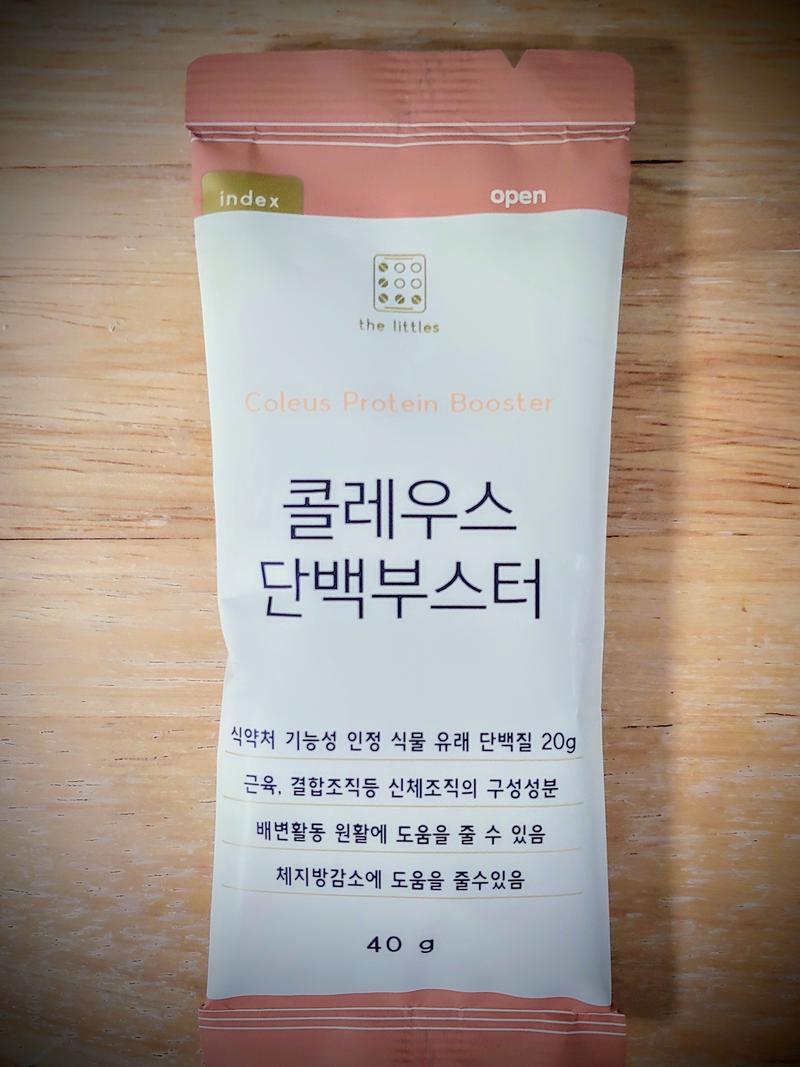 index
open
the littles
Coleus Protein Booster
콜레우스
단백부스터
식약처 기능성 인정 식물 유래 단백질 20g
근육, 결합조직등 신체조직의 구성성분
배변활동 원활에 도움을 줄 수 있음
체지방감소에 도움을 줄수있음
40 g